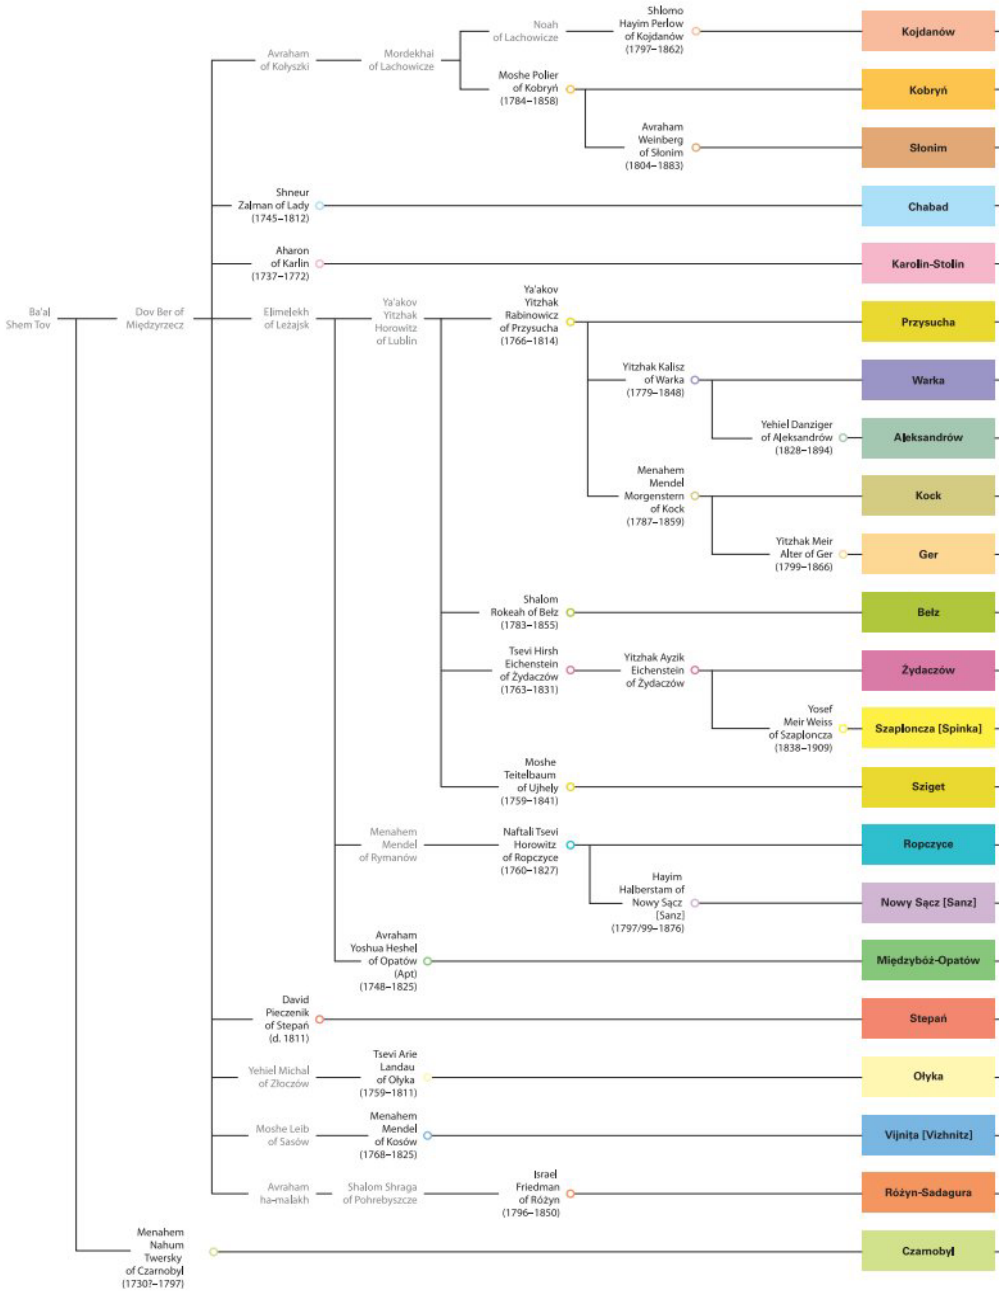 Shlomo
Hayim Perlow
of Kojdanów
(1797–1862)
Noah
of Lachowicze
Kojdanów
Avraham
of Kołyszki
Mordekhai
of Lachowicze
Moshe Polier
of Kobryń
(1784–1858)
Kobryń
Avraham
Weinberg
of Słonim
(1804–1883)
Słonim
Shneur
Zalman of Lady
(1745–1812)
Chabad
Aharon
of Karlin
(1737–1772)
Karolin-Stolin
Ba'al
Shem Tov
Dov Ber of
Międzyrzecz
Elimelekh
of Leżajsk
Ya'akov
Yitzhak
Horowitz
of Lublin
Ya'akov
Yitzhak
Rabinowicz
of Przysucha
(1766–1814)
Przysucha
Yitzhak Kalisz
of Warka
(1779–1848)
Warka
Yehiel Danziger
of Aleksandrów
(1828–1894)
Aleksandrów
Menahem
Mendel
Morgenstern
of Kock
(1787–1859)
Kock
Yitzhak Meir
Alter of Ger
(1799–1866)
Ger
Shalom
Rokeah of Bełz
(1783–1855)
Bełz
Tsevi Hirsh
Eichenstein
of Żydaczów
(1763–1831)
Yitzhak Ayzik
Eichenstein
of Żydaczów
Żydaczów
Yosef
Meir Weiss
of Szaploncza
(1838–1909)
Szaploncza [Spinka]
Moshe
Teitelbaum
of Ujhely
(1759–1841)
Sziget
Menahem
Mendel
of Rymanów
Naftali Tsevi
Horowitz
of Ropczyce
(1760–1827)
Ropczyce
Hayim
Halberstam of
Nowy Sącz
[Sanz]
(1797/99–1876)
Nowy Sącz [Sanz]
Avraham
Yoshua Heshel
of Opatów
(Apt)
(1748–1825)
Międzybóż-Opatów
David
Pieczenik
of Stepań
(d. 1811)
Stepań
Yehiel Michal
of Złoczów
Tsevi Arie
Landau
of Ołyka
(1759–1811)
Ołyka
Moshe Leib
of Sasów
Menahem
Mendel
of Kosów
(1768–1825)
Vijnița [Vizhnitz]
Avraham
ha-malakh
Shalom Shraga
of Pohrebyszcze
Israel
Friedman
of Różyn
(1796–1850)
Różyn-Sadagura
Menahem
Nahum
Twersky
of Czarnobyl
(1730?–1797)
Czarnobyl